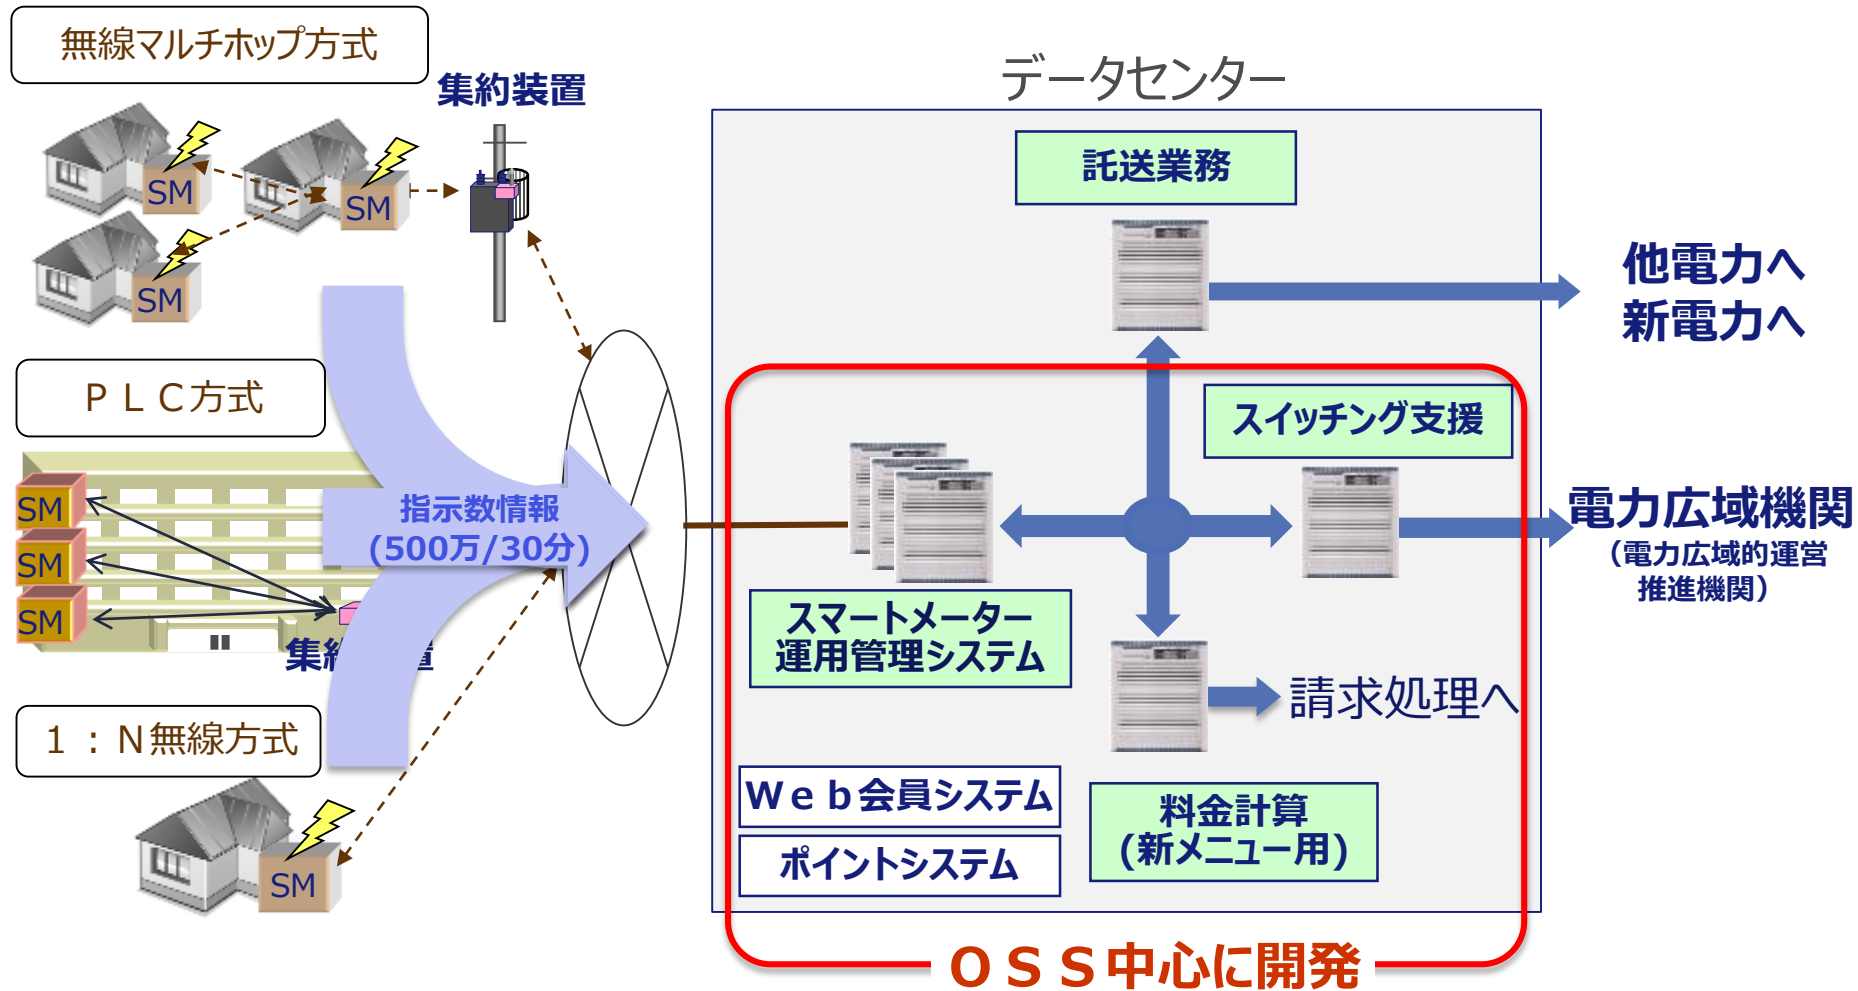 無線マルチホップ方式
集約装置
SM
SM
SM
ＰＬＣ方式
SM
SM
SM
指示数情報
(500万/30分)
１：Ｎ無線方式
SM
データセンター
託送業務
他電力へ
新電力へ
スイッチング支援
電力広域機関
（電力広域的運営
推進機関）
スマートメーター
運用管理システム
請求処理へ
Ｗｅｂ会員システム
ポイントシステム
料金計算
(新メニュー用)
ＯＳＳ中心に開発